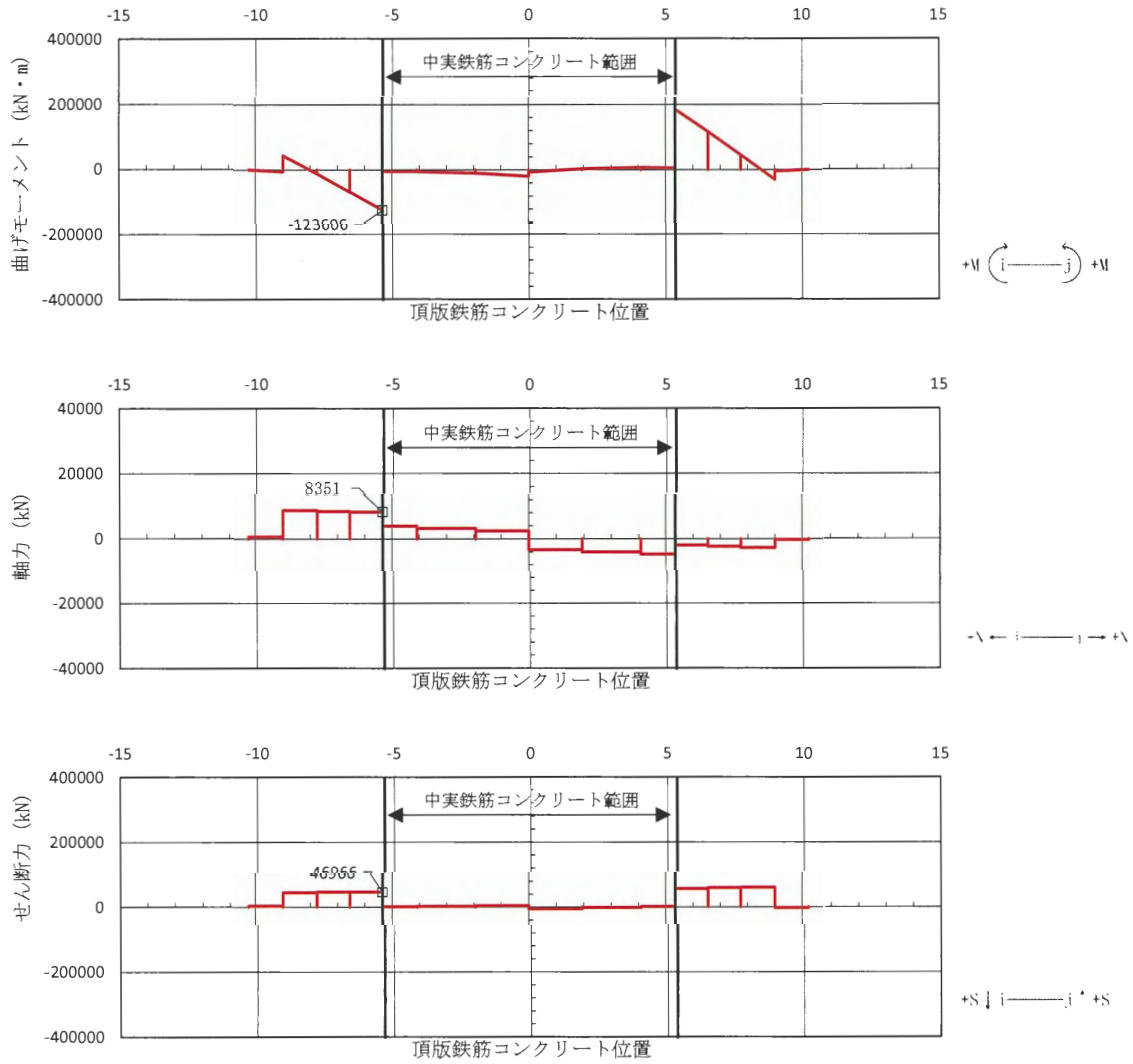 -15 -10 -5 0 5 10 15
400000
200000
0
-200000
-400000
曲げモーメント (kN・m)
中実鉄筋コンクリート範囲
-123606
頂版鉄筋コンクリート位置
+M i j +M
-15 -10 -5 0 5 10 15
40000
20000
0
-20000
-40000
軸力 (kN)
中実鉄筋コンクリート範囲
8351
頂版鉄筋コンクリート位置
-15 -10 -5 0 5 10 15
400000
200000
0
-200000
-400000
せん断力 (kN)
中実鉄筋コンクリート範囲
46966
頂版鉄筋コンクリート位置
+S i j +S